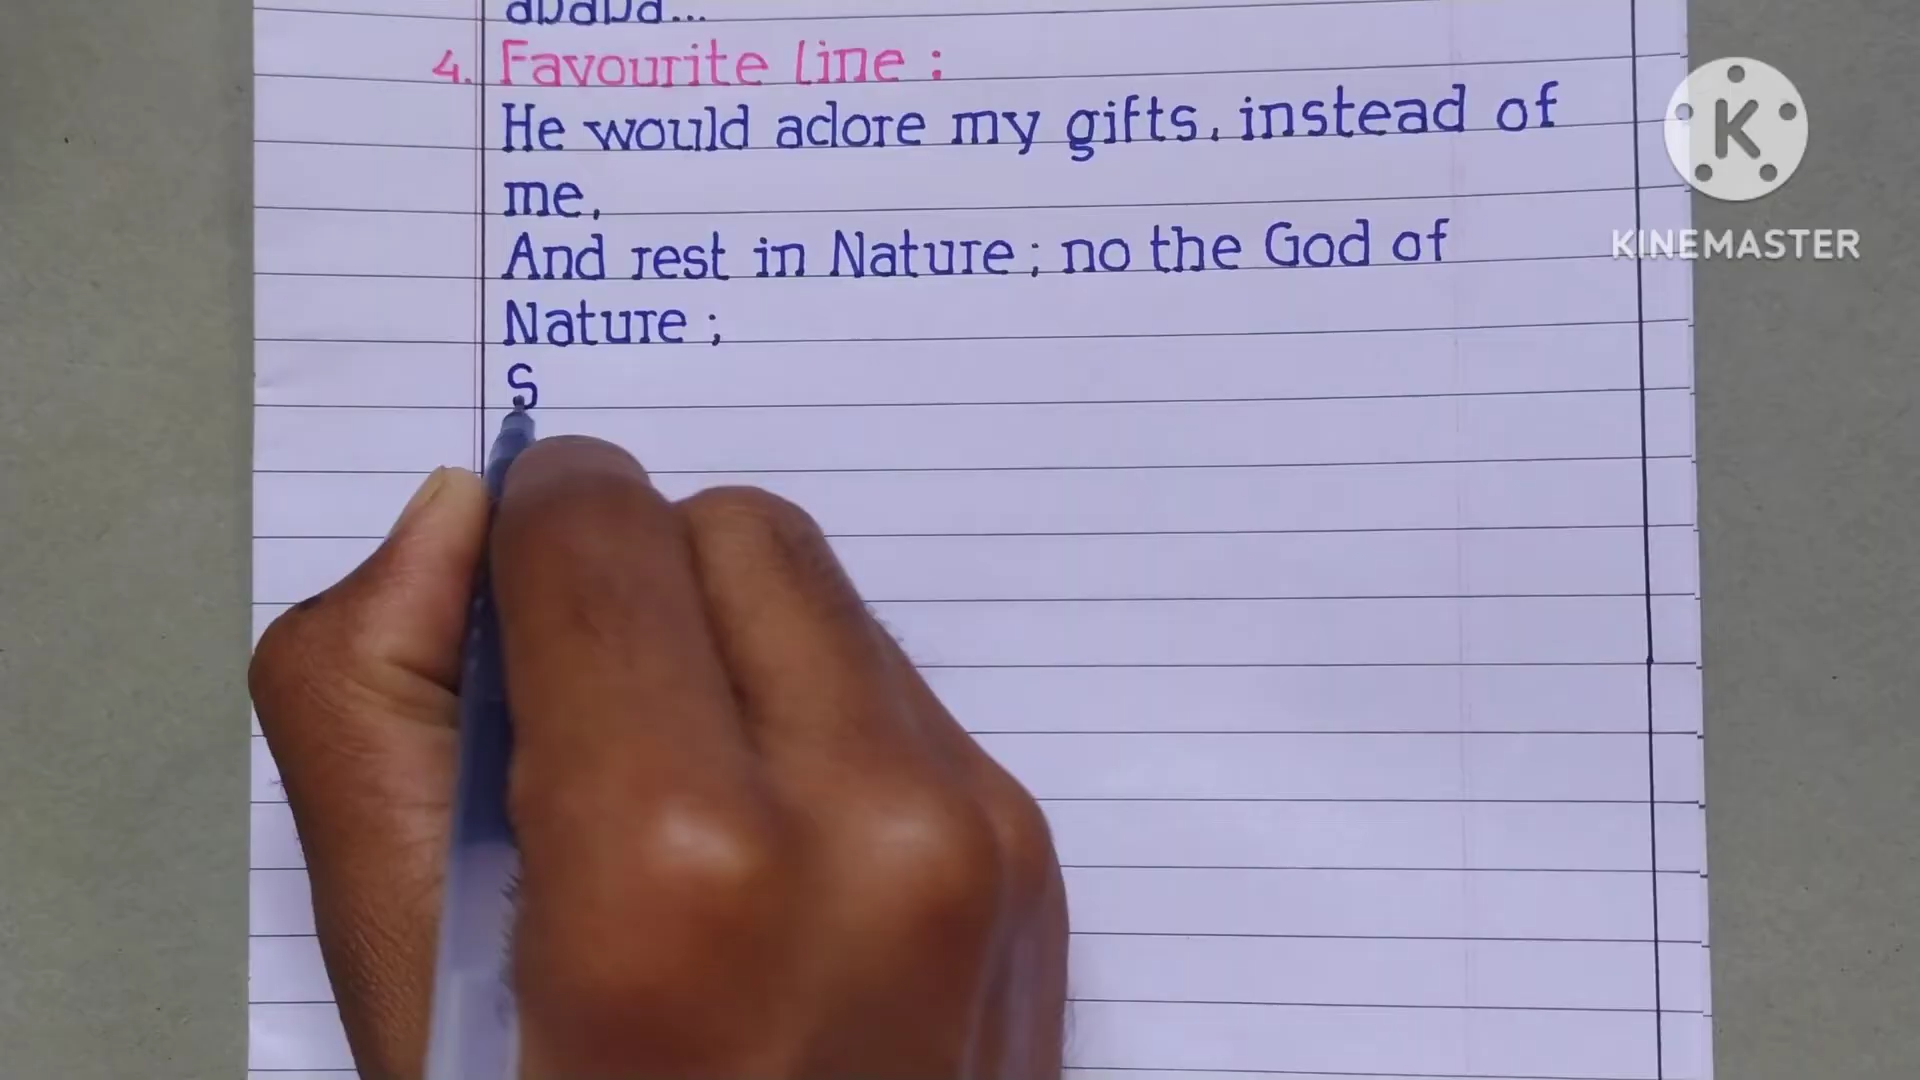 ababa...
4. Favourite line :
He would adore my gifts, instead of
me,
And rest in Nature ; no the God of
Nature ;
S
K
KINEMASTER